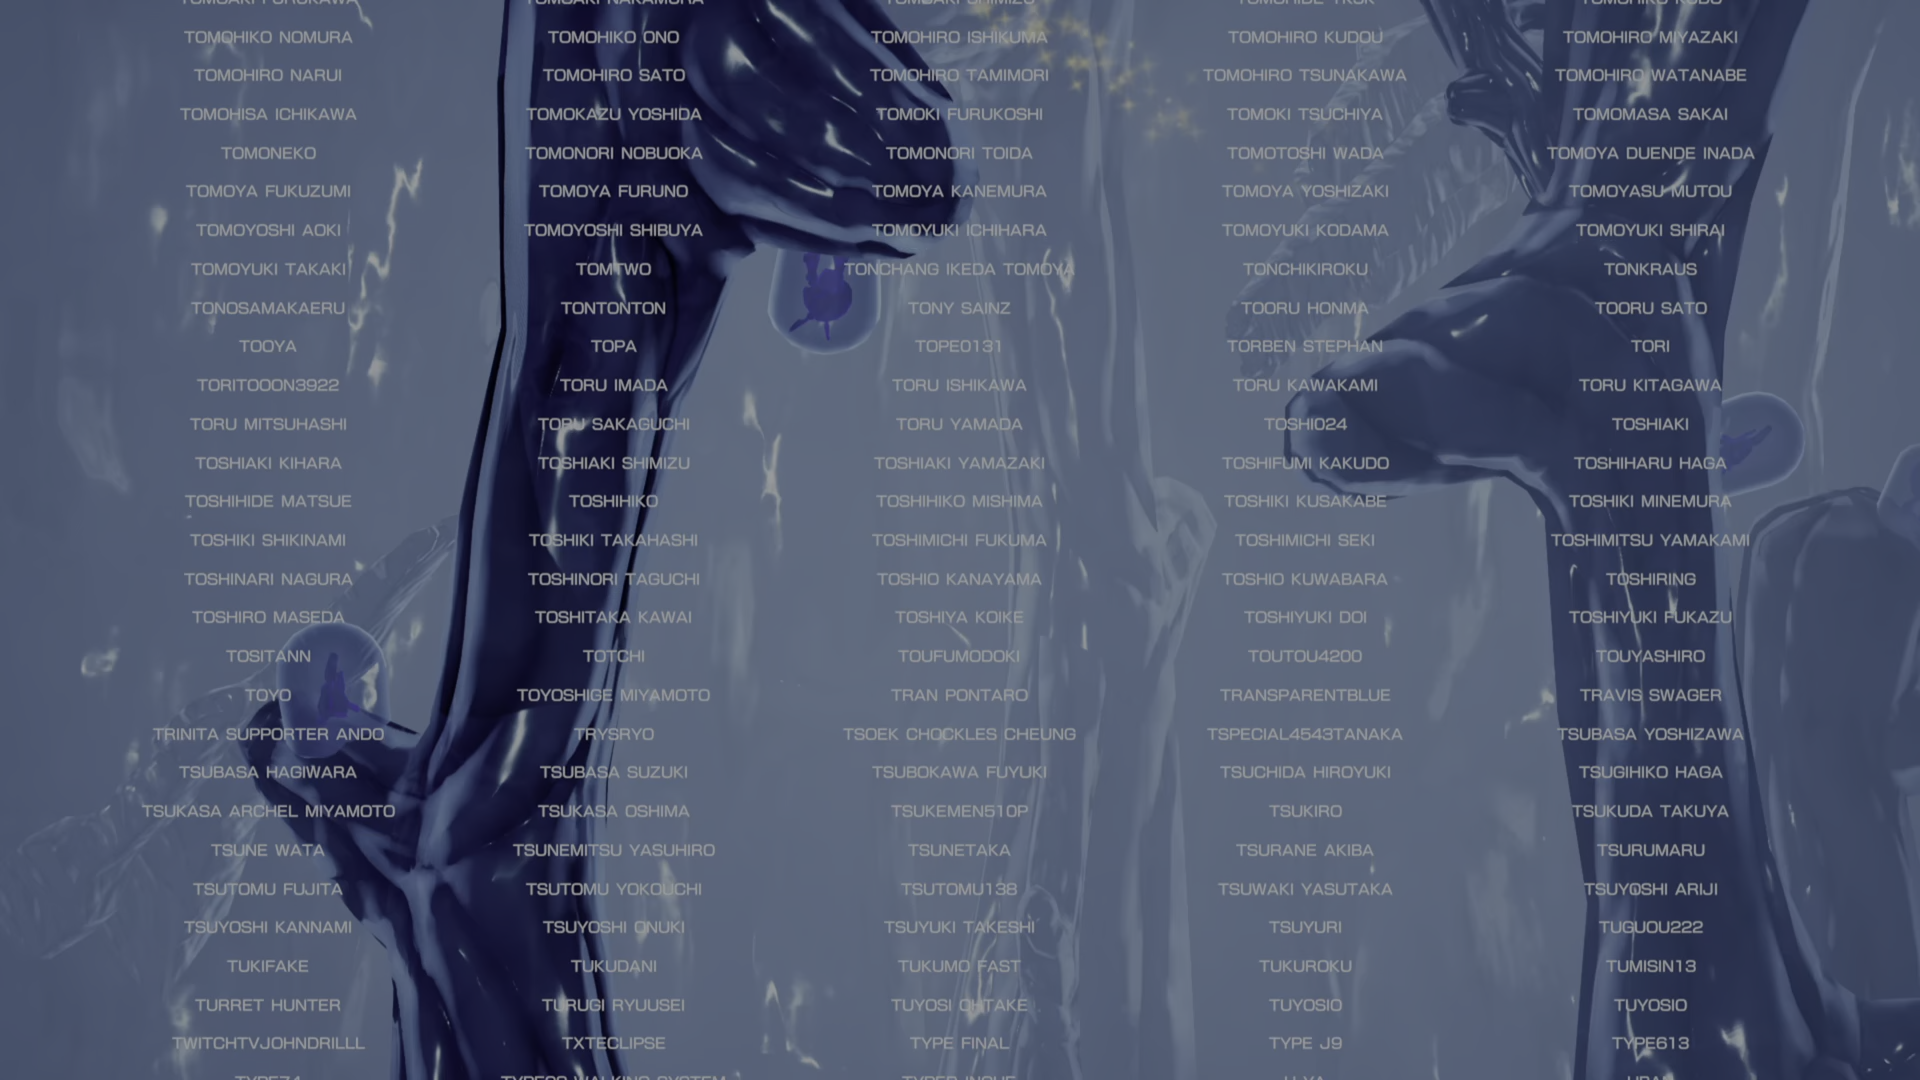 TOMOHIKO NOMURA TOMOHIKO ONO TOMOHIRO ISHIKUMA TOMOHIRO KUDOU TOMOHIRO MIYAZAKI
TOMOHIRO NARUI TOMOHIRO SATO TOMOHIRO TAMIMORI TOMOHIRO TSUNAKAWA TOMOHIRO WATANABE
TOMOHISA ICHIKAWA TOMOKAZU YOSHIDA TOMOKI FURUKOSHI TOMOKI TSUCHIYA TOMOMASA SAKAI
TOMONEKO TOMONORI NOBUOKA TOMONORI TOIDA TOMOTOSHI WADA TOMOYA DUENDE INADA
TOMOYA FUKUZUMI TOMOYA FURUNO TOMOYA KANEMURA TOMOYA YOSHIZAKI TOMOYASU MUTOU
TOMOYOSHI AOKI TOMOYOSHI SHIBUYA TOMOYUKI ICHIHARA TOMOYUKI KODAMA TOMOYUKI SHIRAI
TOMOYUKI TAKAKI TOMTWO TONCHANG IKEDA TOMOYA TONCHIKIROKU TONKRAUS
TONOSAMAKAERU TONTONTON TONY SAINZ TOORU HONMA TOORU SATO
TOOYA TOPA TOPE0131 TORBEN STEPHAN TORI
TORITOOON3922 TORU IMADA TORU ISHIKAWA TORU KAWAKAMI TORU KITAGAWA
TORU MITSUHASHI TORU SAKAGUCHI TORU YAMADA TOSHI024 TOSHIAKI
TOSHIAKI KIHARA TOSHIAKI SHIMIZU TOSHIAKI YAMAZAKI TOSHIFUMI KAKUDO TOSHIHARU HAGA
TOSHIHIDE MATSUE TOSHIHIKO TOSHIHIKO MISHIMA TOSHIKI KUSAKABE TOSHIKI MINEMURA
TOSHIKI SHIKINAMI TOSHIKI TAKAHASHI TOSHIMICHI FUKUMA TOSHIMICHI SEKI TOSHIMITSU YAMAKAMI
TOSHINARI NAGURA TOSHINORI TAGUCHI TOSHIO KANAYAMA TOSHIO KUWABARA TOSHIRING
TOSHIRO MASEDA TOSHITAKA KAWAI TOSHIYA KOIKE TOSHIYUKI DOI TOSHIYUKI FUKAZU
TOSITANN TOTCHI TOUFUMODOKI TOUTOU4200 TOUYASHIRO
TOYO TOYOSHIGE MIYAMOTO TRAN PONTARO TRANSPARENTBLUE TRAVIS SWAGER
TRINITA SUPPORTER ANDO TRYSRYO TSOEK CHOCKLES CHEUNG TSPECIAL4543TANAKA TSUBASA YOSHIZAWA
TSUBASA HAGIWARA TSUBASA SUZUKI TSUBOKAWA FUYUKI TSUCHIDA HIROYUKI TSUGIHIKO HAGA
TSUKASA ARCHEL MIYAMOTO TSUKASA OSHIMA TSUKEMEN510P TSUKIRO TSUKUDA TAKUYA
TSUNE WATA TSUNEMITSU YASUHIRO TSUNETAKA TSURANE AKIBA TSURUMARU
TSUTOMU FUJITA TSUTOMU YOKOUCHI TSUTOMU138 TSUWAKI YASUTAKA TSUYOSHI ARIJI
TSUYOSHI KANNAMI TSUYOSHI ONUKI TSUYUKI TAKESHI TSUYURI TUGUOU222
TUKIFAKE TUKUDANI TUKUMO FAST TUKUROKU TUMISIN13
TURRET HUNTER TURUGI RYUUSEI TUYOSI OHTAKE TUYOSIO TUYOSIO
TWITCHTVJOHNDRILLL TXTECLIPSE TYPE FINAL TYPE J9 TYPE613